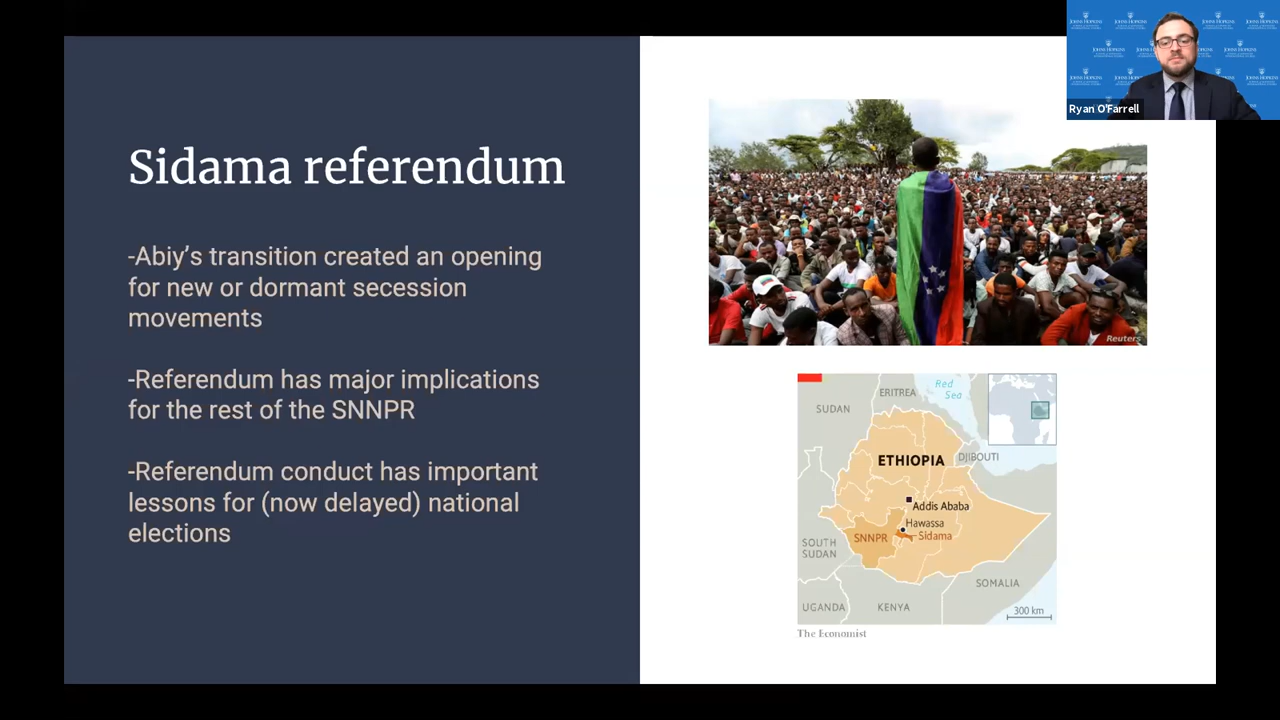 Sidama referendum
-Abiy's transition created an opening
for new or dormant secession
movements
-Referendum has major implications
for the rest of the SNNPR
-Referendum conduct has important
lessons for (now delayed) national
elections
Reuters
Red
Sea
ERITREA
SUDAN
ETHIOPIA
DJIBOUTI
Addis Ababa
Hawassa
SNNPR
Sidama
SOUTH
SUDAN
SOMALIA
UGANDA
KENYA
300 km
The Economist
JOHNS HOPKINS
Ryan O'Farrell